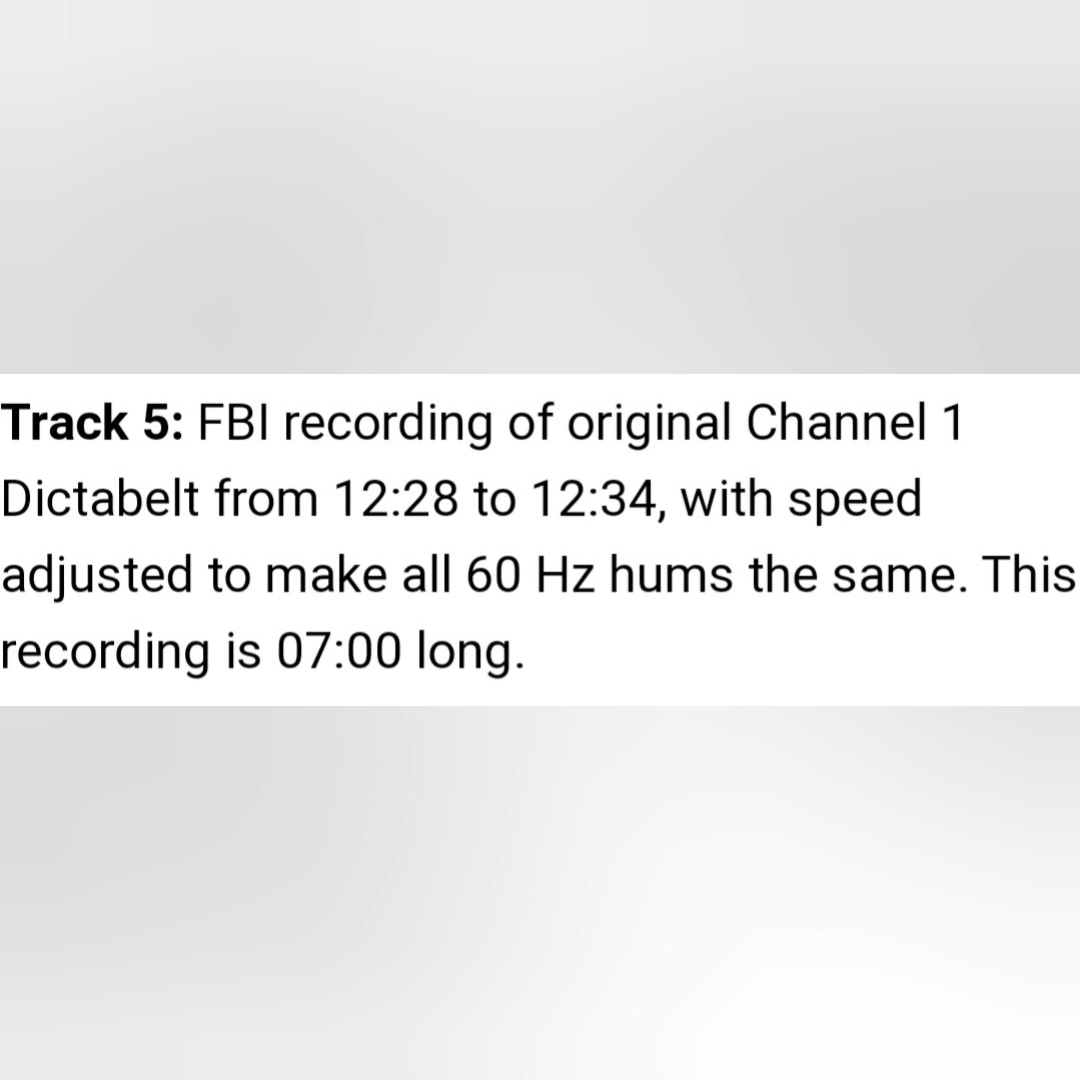 Track 5: FBI recording of original Channel 1
Dictabelt from 12:28 to 12:34, with speed
adjusted to make all 60 Hz hums the same. This
recording is 07:00 long.